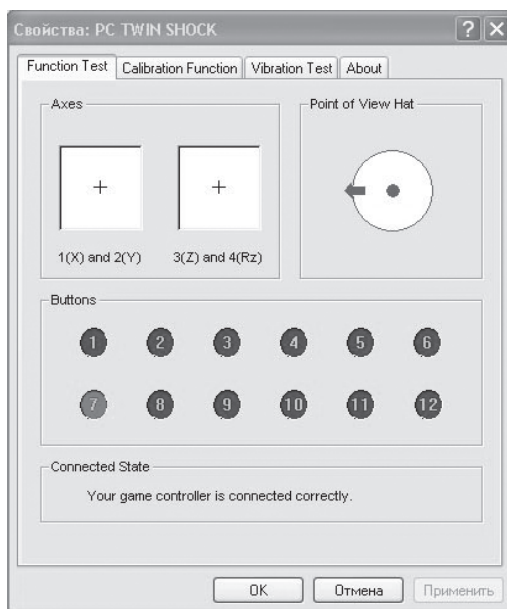 Свойства: PC TWIN SHOCK
Function Test Calibration Function Vibration Test About
Axes
Point of View Hat
1(X) and 2(Y) 3(Z) and 4(Rz)
Buttons
1 2 3 4 5 6
7 8 9 10 11 12
Connected State
Your game controller is connected correctly.
OK Отмена Применить